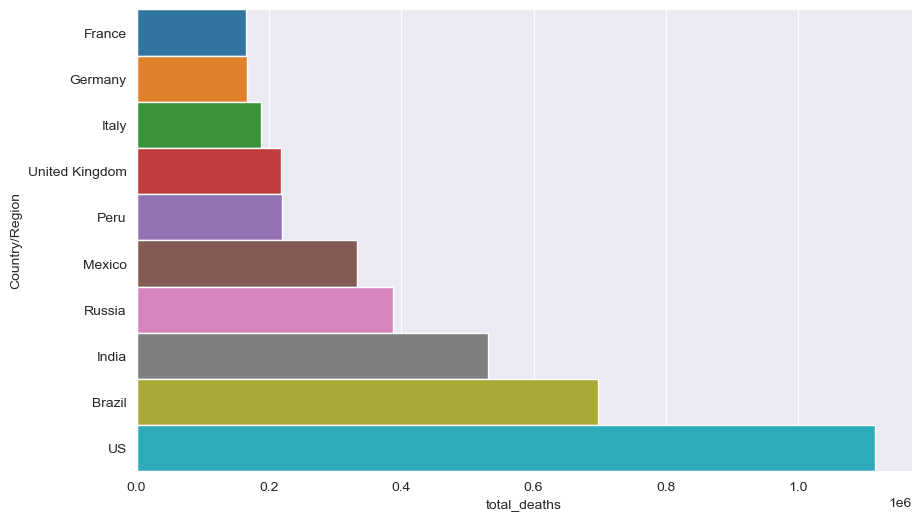 France
Germany
Italy
United Kingdom
Peru
Mexico
Russia
India
Brazil
US
Country/Region
0.0 0.2 0.4 0.6 0.8 1.0
1e6
total_deaths